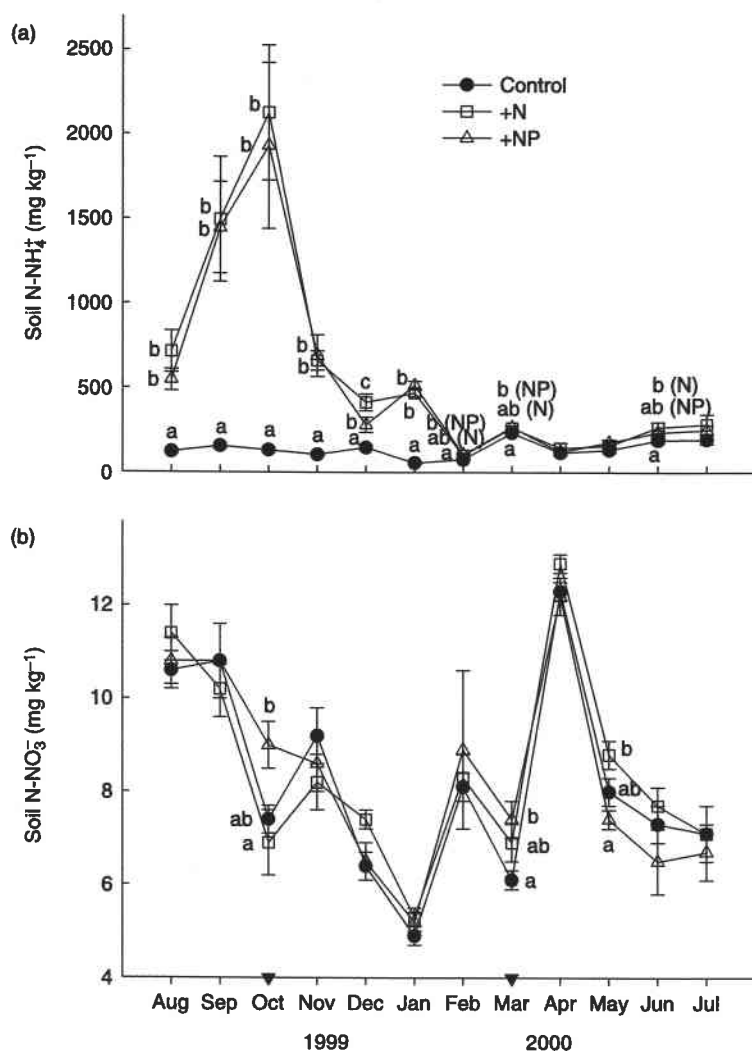 (a)
Soil N-NH₄⁺ (mg kg⁻¹)
2500
2000
1500
1000
500
0
Control
+N
+NP
b
b
b
b
b
b
b
b
c
b
a
b
b
b (NP)
ab (N)
a
b (NP)
ab (N)
a
b (N)
ab (NP)
a
a
a
a
a
a
(b)
Soil N-NO₃⁻ (mg kg⁻¹)
12
10
8
6
4
b
ab
a
b
ab
a
b
ab
a
Aug Sep Oct Nov Dec Jan Feb Mar Apr May Jun Jul
1999 2000